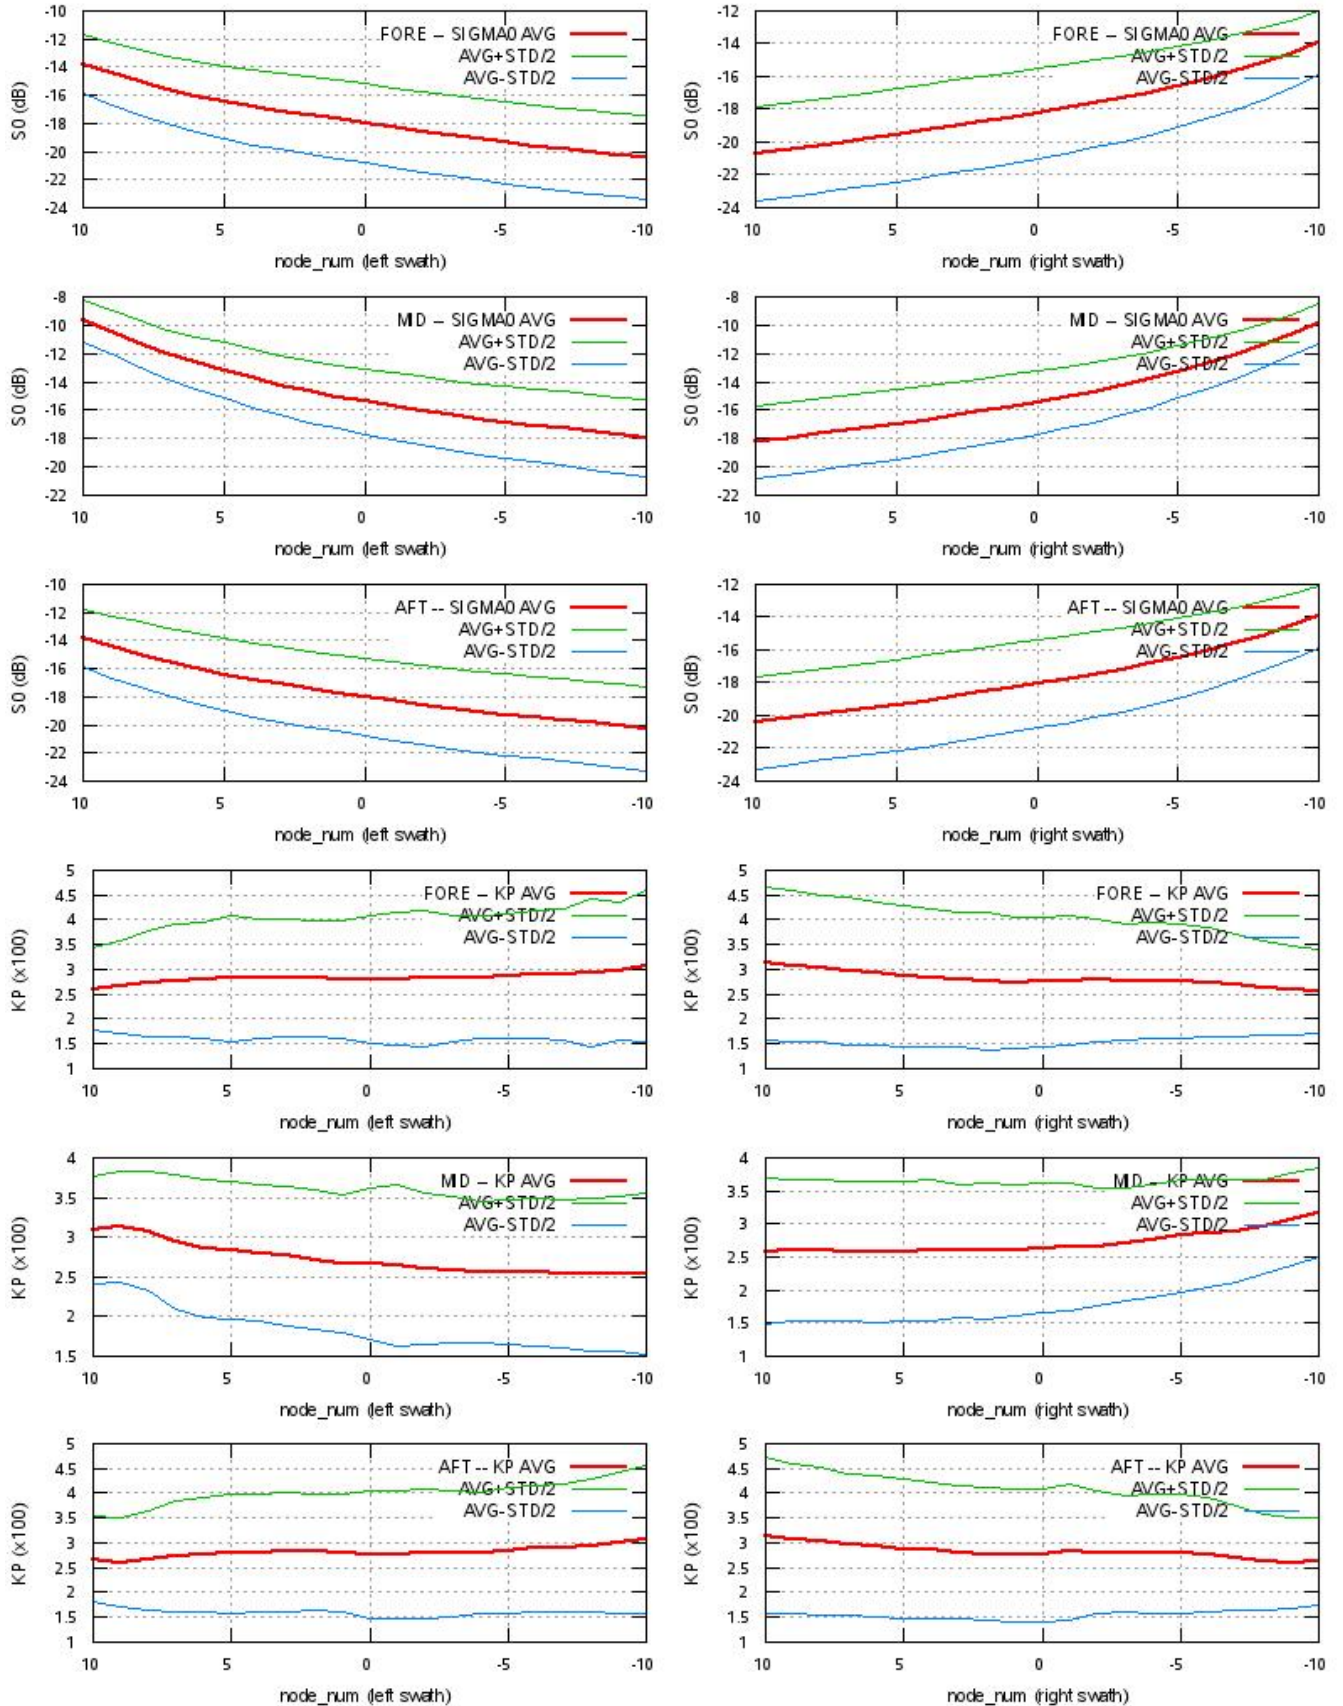 -10
-12
-14
-16
-18
-20
-22
-24
S0 (dB)
FORE -- SIGMA0 AVG
AVG+STD/2
AVG-STD/2
10 5 0 -5 -10
node_num (left swath)
-12
-14
-16
-18
-20
-22
-24
S0 (dB)
FORE -- SIGMA0 AVG
AVG+STD/2
AVG-STD/2
10 5 0 -5 -10
node_num (right swath)
-8
-10
-12
-14
-16
-18
-20
-22
S0 (dB)
MID -- SIGMA0 AVG
AVG+STD/2
AVG-STD/2
10 5 0 -5 -10
node_num (left swath)
-8
-10
-12
-14
-16
-18
-20
-22
S0 (dB)
MID -- SIGMA0 AVG
AVG+STD/2
AVG-STD/2
10 5 0 -5 -10
node_num (right swath)
-10
-12
-14
-16
-18
-20
-22
-24
S0 (dB)
AFT -- SIGMA0 AVG
AVG+STD/2
AVG-STD/2
10 5 0 -5 -10
node_num (left swath)
-12
-14
-16
-18
-20
-22
-24
S0 (dB)
AFT -- SIGMA0 AVG
AVG+STD/2
AVG-STD/2
10 5 0 -5 -10
node_num (right swath)
5
4.5
4
3.5
3
2.5
2
1.5
1
KP (x100)
FORE -- KP AVG
AVG+STD/2
AVG-STD/2
10 5 0 -5 -10
node_num (left swath)
5
4.5
4
3.5
3
2.5
2
1.5
1
KP (x100)
FORE -- KP AVG
AVG+STD/2
AVG-STD/2
10 5 0 -5 -10
node_num (right swath)
4
3.5
3
2.5
2
1.5
KP (x100)
MID -- KP AVG
AVG+STD/2
AVG-STD/2
10 5 0 -5 -10
node_num (left swath)
4
3.5
3
2.5
2
1.5
1
KP (x100)
MID -- KP AVG
AVG+STD/2
AVG-STD/2
10 5 0 -5 -10
node_num (right swath)
5
4.5
4
3.5
3
2.5
2
1.5
1
KP (x100)
AFT -- KP AVG
AVG+STD/2
AVG-STD/2
10 5 0 -5 -10
node_num (left swath)
5
4.5
4
3.5
3
2.5
2
1.5
1
KP (x100)
AFT -- KP AVG
AVG+STD/2
AVG-STD/2
10 5 0 -5 -10
node_num (right swath)